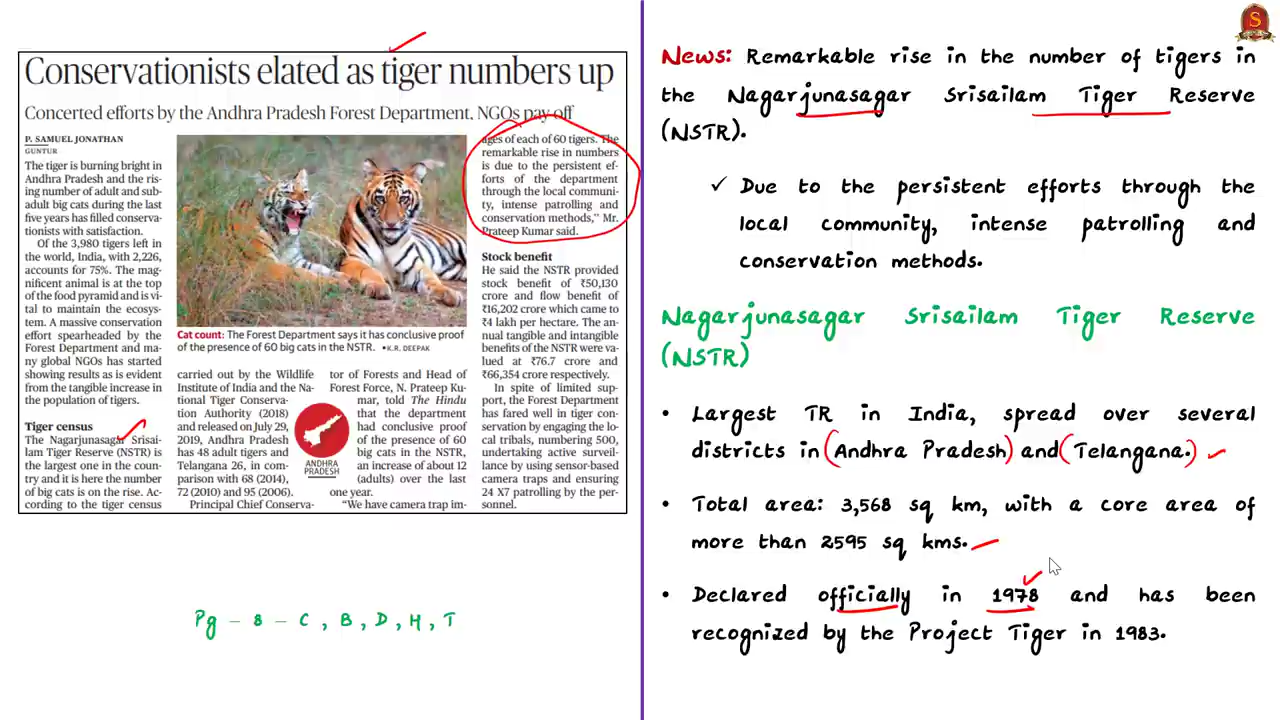 Conservationists elated as tiger numbers up
Concerted efforts by the Andhra Pradesh Forest Department, NGOs pay off
P. SAMUEL JONATHAN
GUNTUR
The tiger is burning bright in
Andhra Pradesh and the ris-
ing number of adult and sub-
adult big cats during the last
five years has filled conserva-
tionists with satisfaction.
Of the 3,980 tigers left in
the world, India, with 2,226,
accounts for 75%. The mag-
nificent animal is at the top
of the food pyramid and is vi-
tal to maintain the ecosys-
tem. A massive conservation
effort spearheaded by the
Forest Department and ma-
ny global NGOs has started
showing results as is evident
from the tangible increase in
the population of tigers.
Tiger census
The Nagarjunasagar Srisai-
lam Tiger Reserve (NSTR) is
the largest one in the coun-
try and it is here the number
of big cats is on the rise. Ac-
cording to the tiger census
Cat count: The Forest Department says it has conclusive proof
of the presence of 60 big cats in the NSTR. •K.R. DEEPAK
carried out by the Wildlife
Institute of India and the Na-
tional Tiger Conserva-
tion Authority (2018)
and released on July 29,
2019, Andhra Pradesh
has 48 adult tigers and
Telangana 26, in com-
parison with 68 (2014),
72 (2010) and 95 (2006).
Principal Chief Conserva-
ANDHRA
PRADESH
tor of Forests and Head of
Forest Force, N. Prateep Ku-
mar, told The Hindu
that the department
had conclusive proof
of the presence of 60
big cats in the NSTR,
an increase of about 12
(adults) over the last
one year.
“We have camera trap im-
ages of each of 60 tigers. The
remarkable rise in numbers
is due to the persistent ef-
forts of the department
through the local communi-
ty, intense patrolling and
conservation methods,” Mr.
Prateep Kumar said.
Stock benefit
He said the NSTR provided
stock benefit of ₹50,130
crore and flow benefit of
₹16,202 crore which came to
₹4 lakh per hectare. The an-
nual tangible and intangible
benefits of the NSTR were va-
lued at ₹76.7 crore and
₹66,354 crore respectively.
In spite of limited sup-
port, the Forest Department
has fared well in tiger con-
servation by engaging the lo-
cal tribals, numbering 500,
undertaking active surveil-
lance by using sensor-based
camera traps and ensuring
24 X7 patrolling by the per-
sonnel.
Pg - 8 - C, B, D, H, T
S
News: Remarkable rise in the number of tigers in
the Nagarjunasagar Srisailam Tiger Reserve
(NSTR).
✓ Due to the persistent efforts through the
local community, intense patrolling and
conservation methods.
Nagarjunasagar Srisailam Tiger Reserve
(NSTR)
• Largest TR in India, spread over several
districts in (Andhra Pradesh) and (Telangana.)
• Total area: 3,568 sq km, with a core area of
more than 2595 sq kms.
• Declared officially in 1978 and has been
recognized by the Project Tiger in 1983.